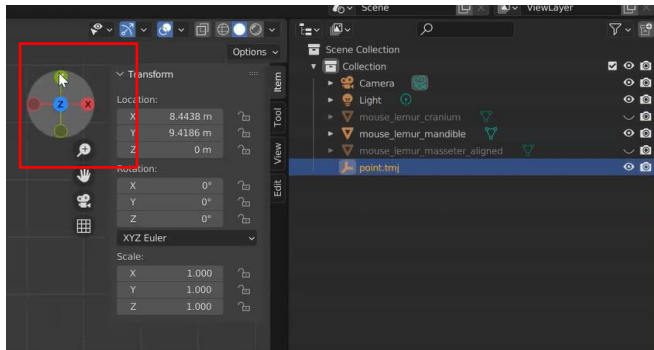 Scene
ViewLayer
Options
Scene Collection
Collection
Camera
Light
mouse_lemur_cranium
mouse_lemur_mandible
mouse_lemur_masseter_aligned
point.tmj
Z
X
Transform
Location:
X 8.4438 m
Y 9.4186 m
Z 0 m
Rotation:
X 0°
Y 0°
Z 0°
XYZ Euler
Scale:
X 1.000
Y 1.000
Z 1.000
Item
Tool
View
Edit